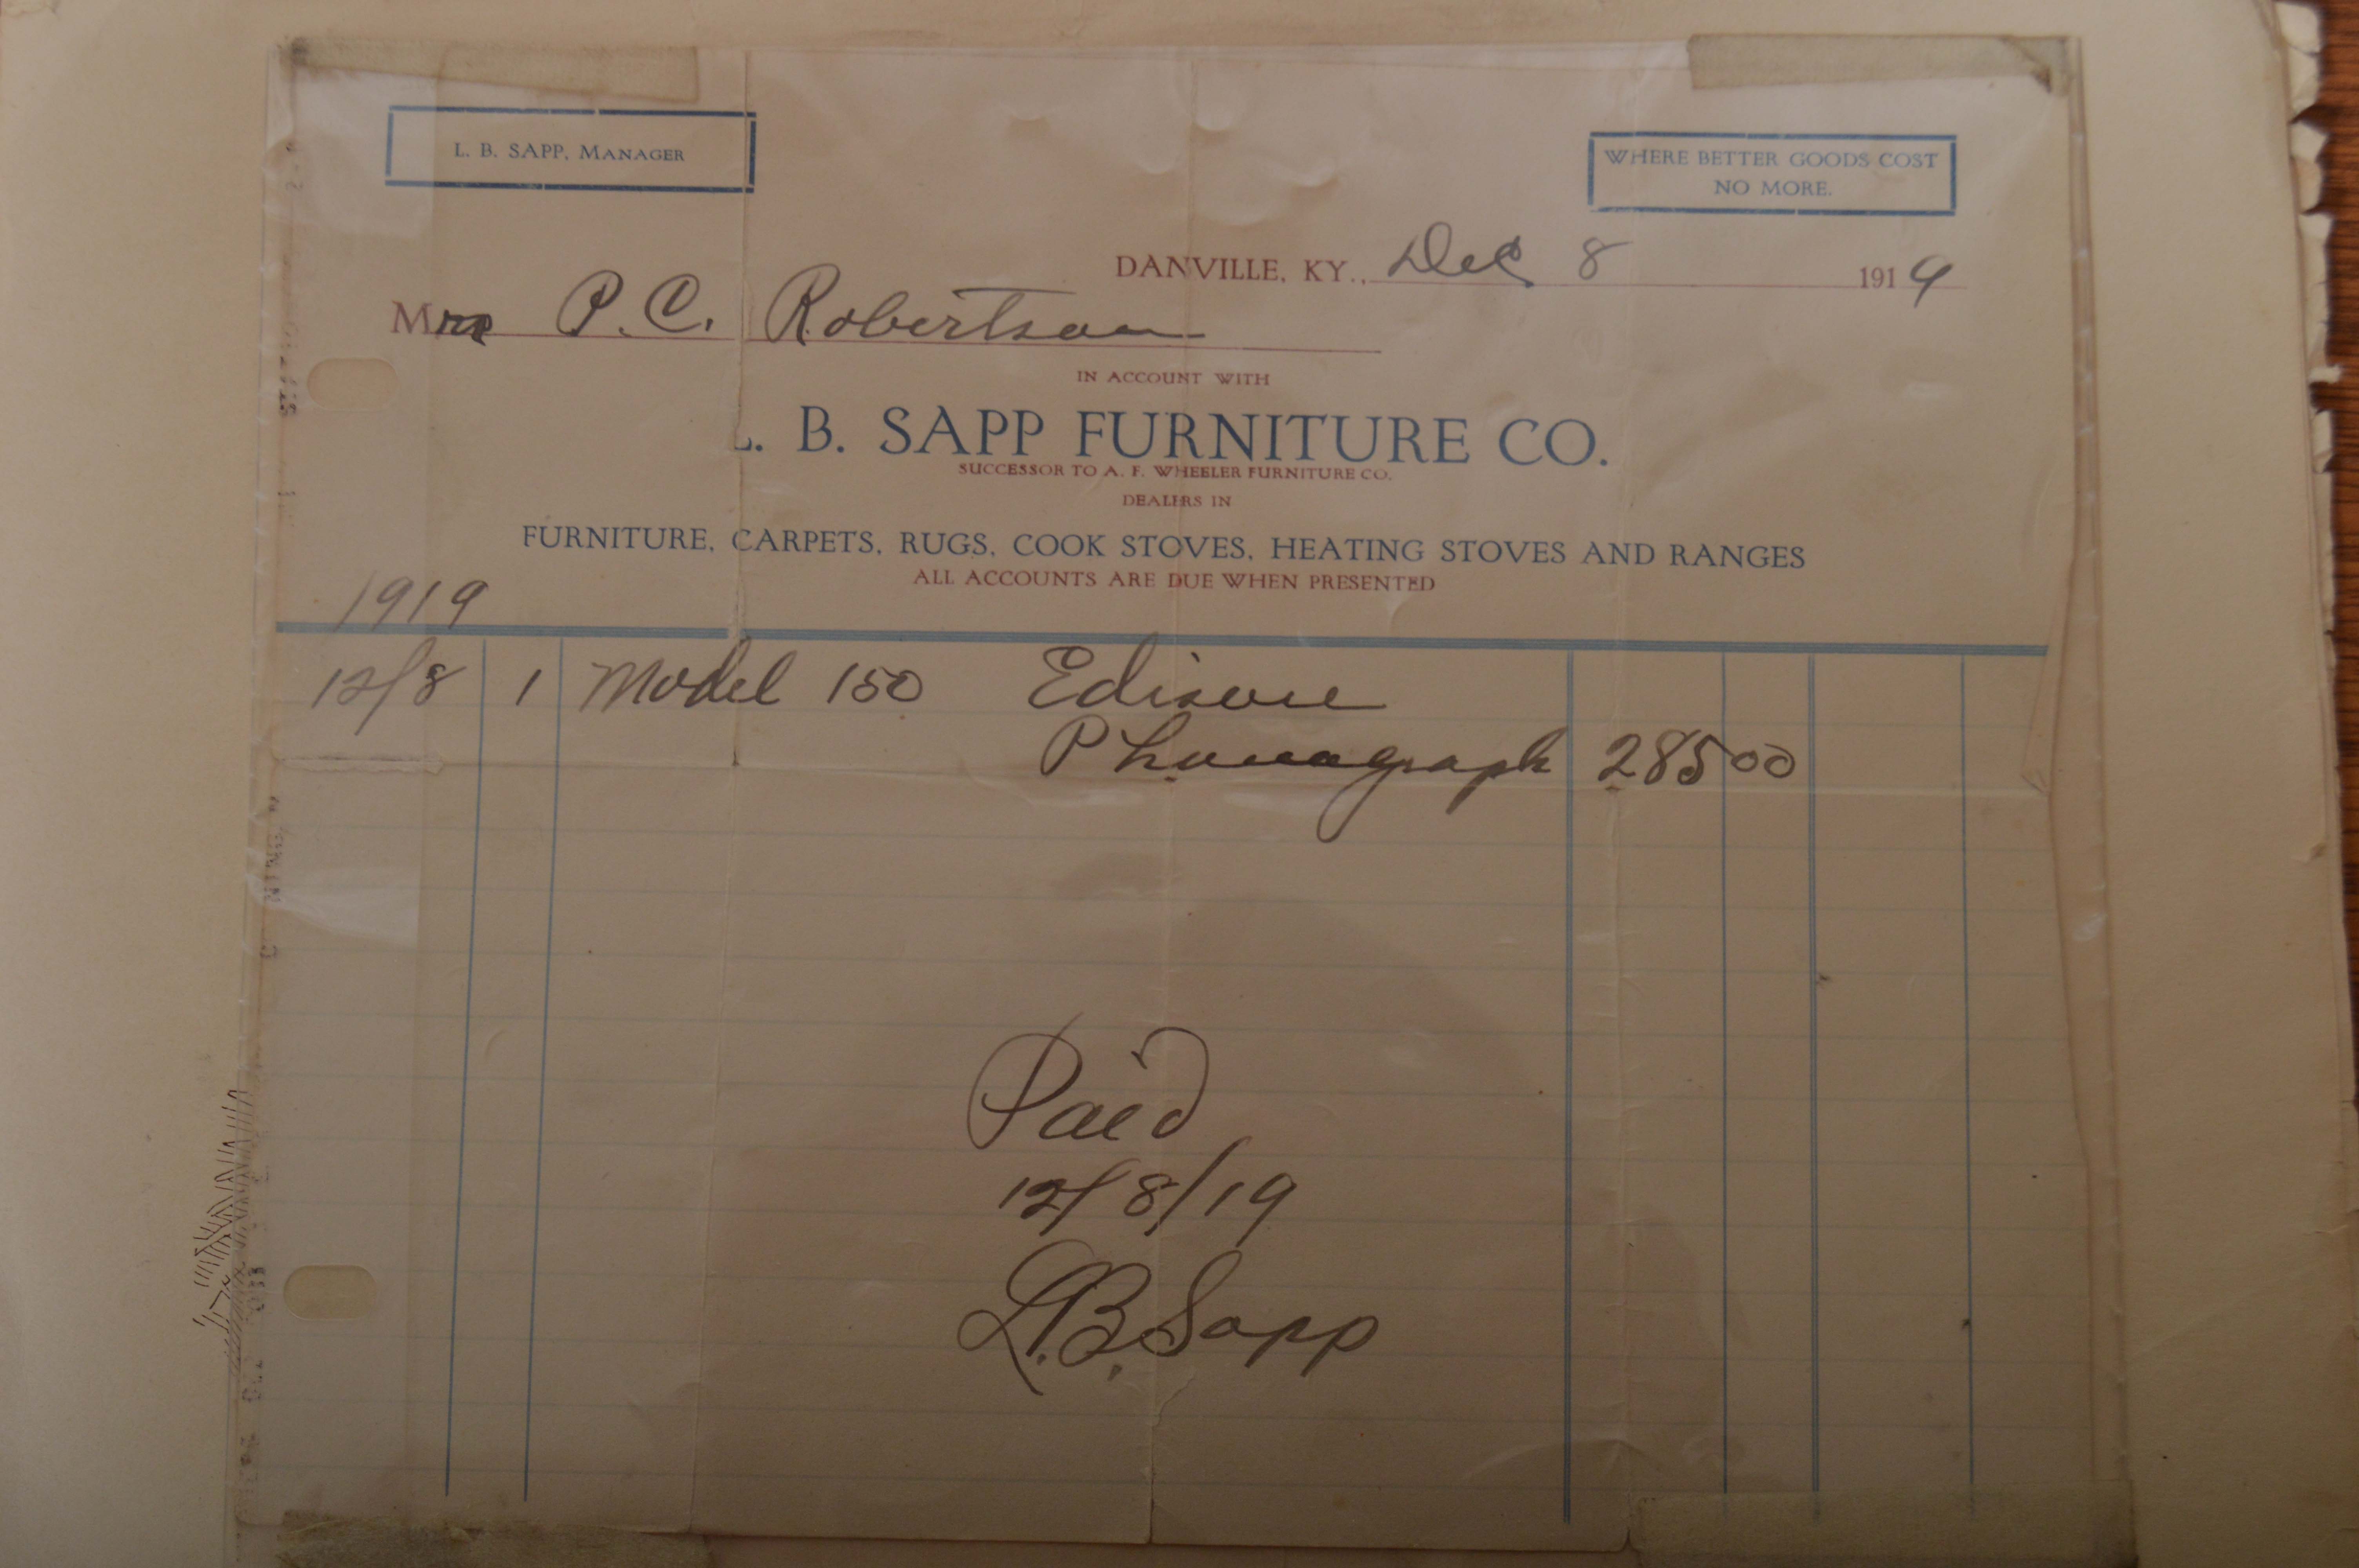 L. B. SAPP, MANAGER
WHERE BETTER GOODS COST
NO MORE.
DANVILLE, KY., Dec 8 1919
Mrs P. C. Robertson
IN ACCOUNT WITH
L. B. SAPP FURNITURE CO.
SUCCESSOR TO A. F. WHEELER FURNITURE CO.
DEALERS IN
FURNITURE, CARPETS, RUGS, COOK STOVES, HEATING STOVES AND RANGES
ALL ACCOUNTS ARE DUE WHEN PRESENTED
1919
12/8 1 Model 150 Edison
Phonograph 285 00
Paid
12/8/19
L.B. Sapp